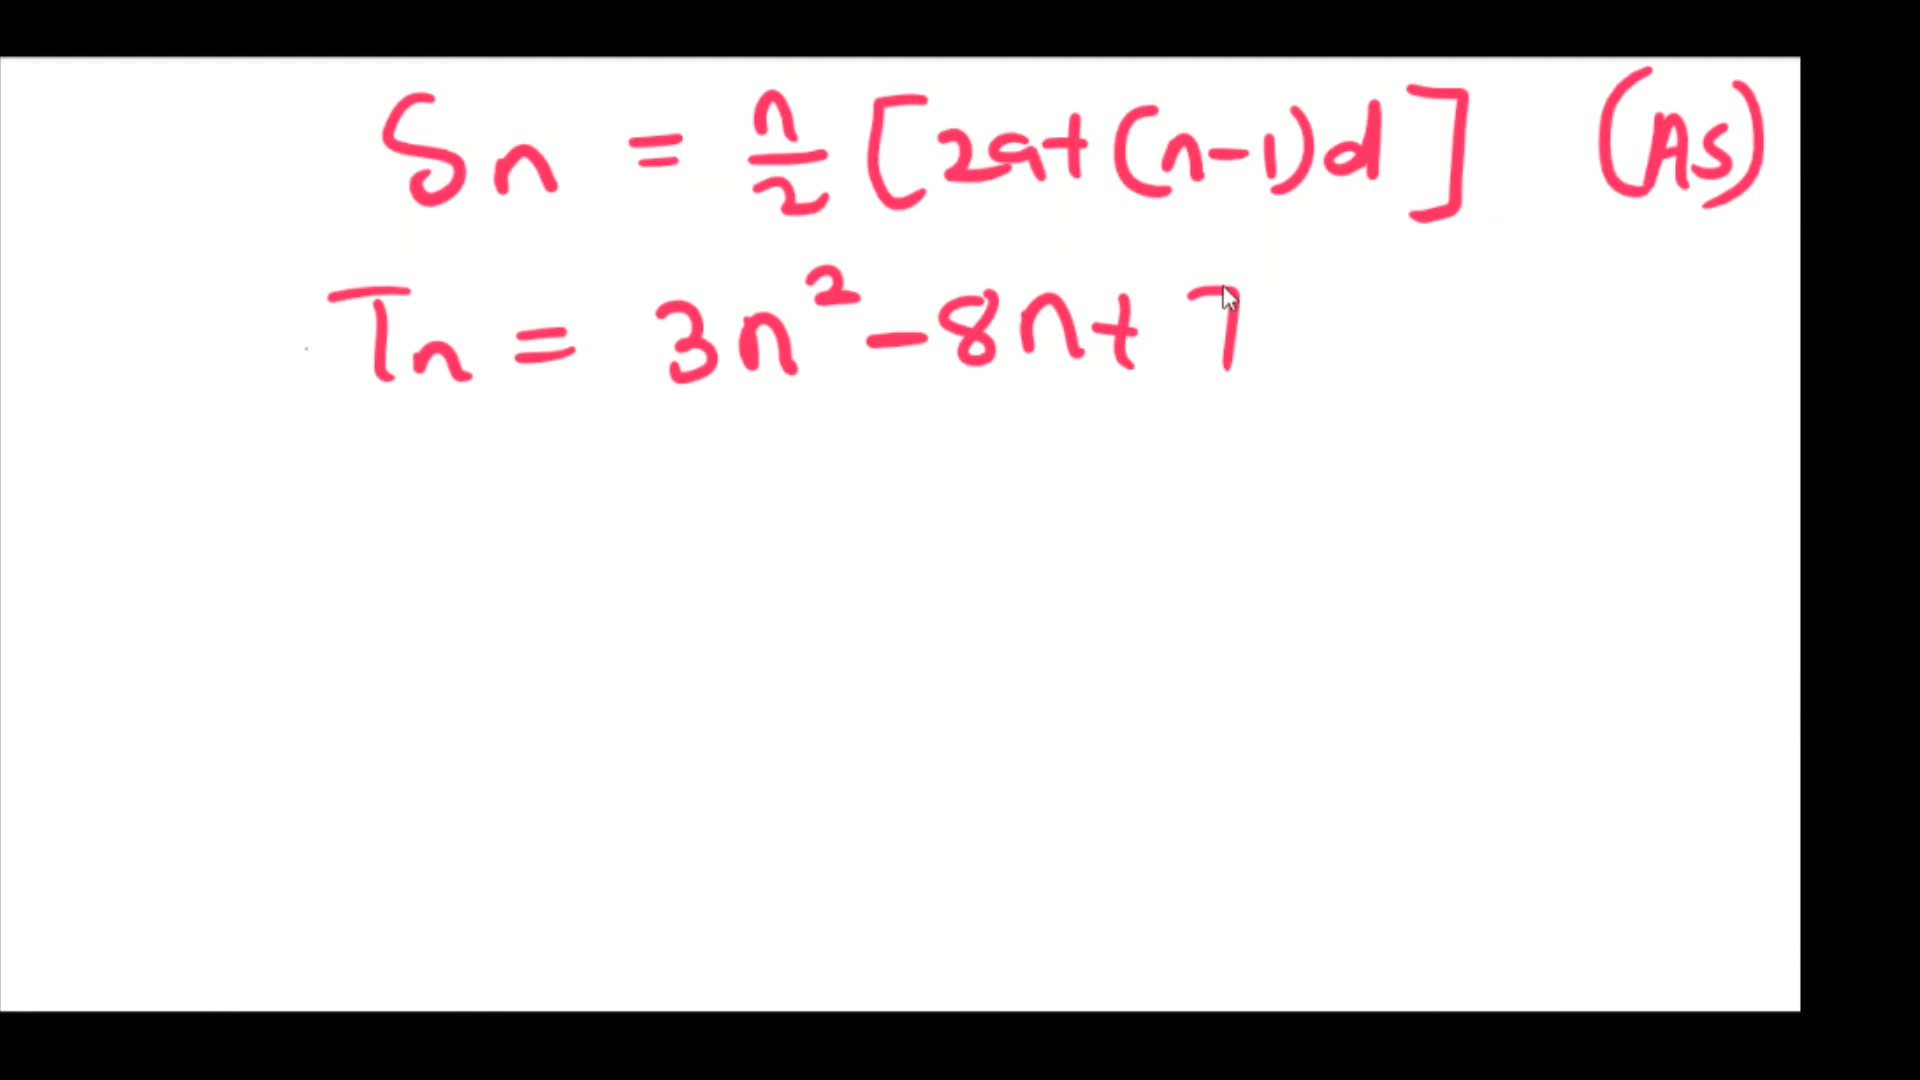 Sn = n/2 [2a+(n-1)d] (AS)
Tn = 3n² - 8n + 7